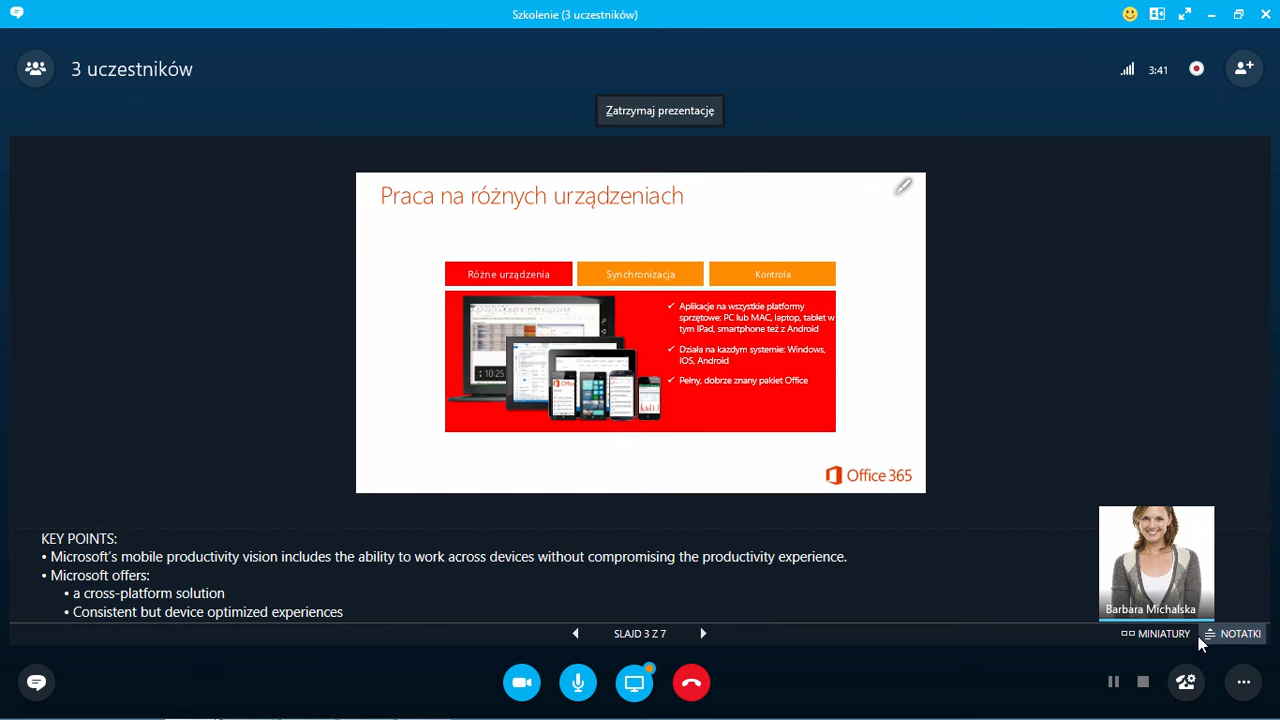 Szkolenie (3 uczestników)
3 uczestników
3:41
Zatrzymaj prezentację
Praca na różnych urządzeniach
Różne urządzenia
Synchronizacja
Kontrola
✓ Aplikacje na wszystkie platformy
sprzętowe: PC lub MAC, laptop, tablet w
tym IPad, smartphone też z Android
✓ Działa na kazdym systemie: Windows,
IOS, Android
✓ Pełny, dobrze znany pakiet Office
10:25
Office 365
KEY POINTS:
• Microsoft's mobile productivity vision includes the ability to work across devices without compromising the productivity experience.
• Microsoft offers:
• a cross-platform solution
• Consistent but device optimized experiences
Barbara Michalska
SLAJD 3 Z 7
MINIATURY
NOTATKI